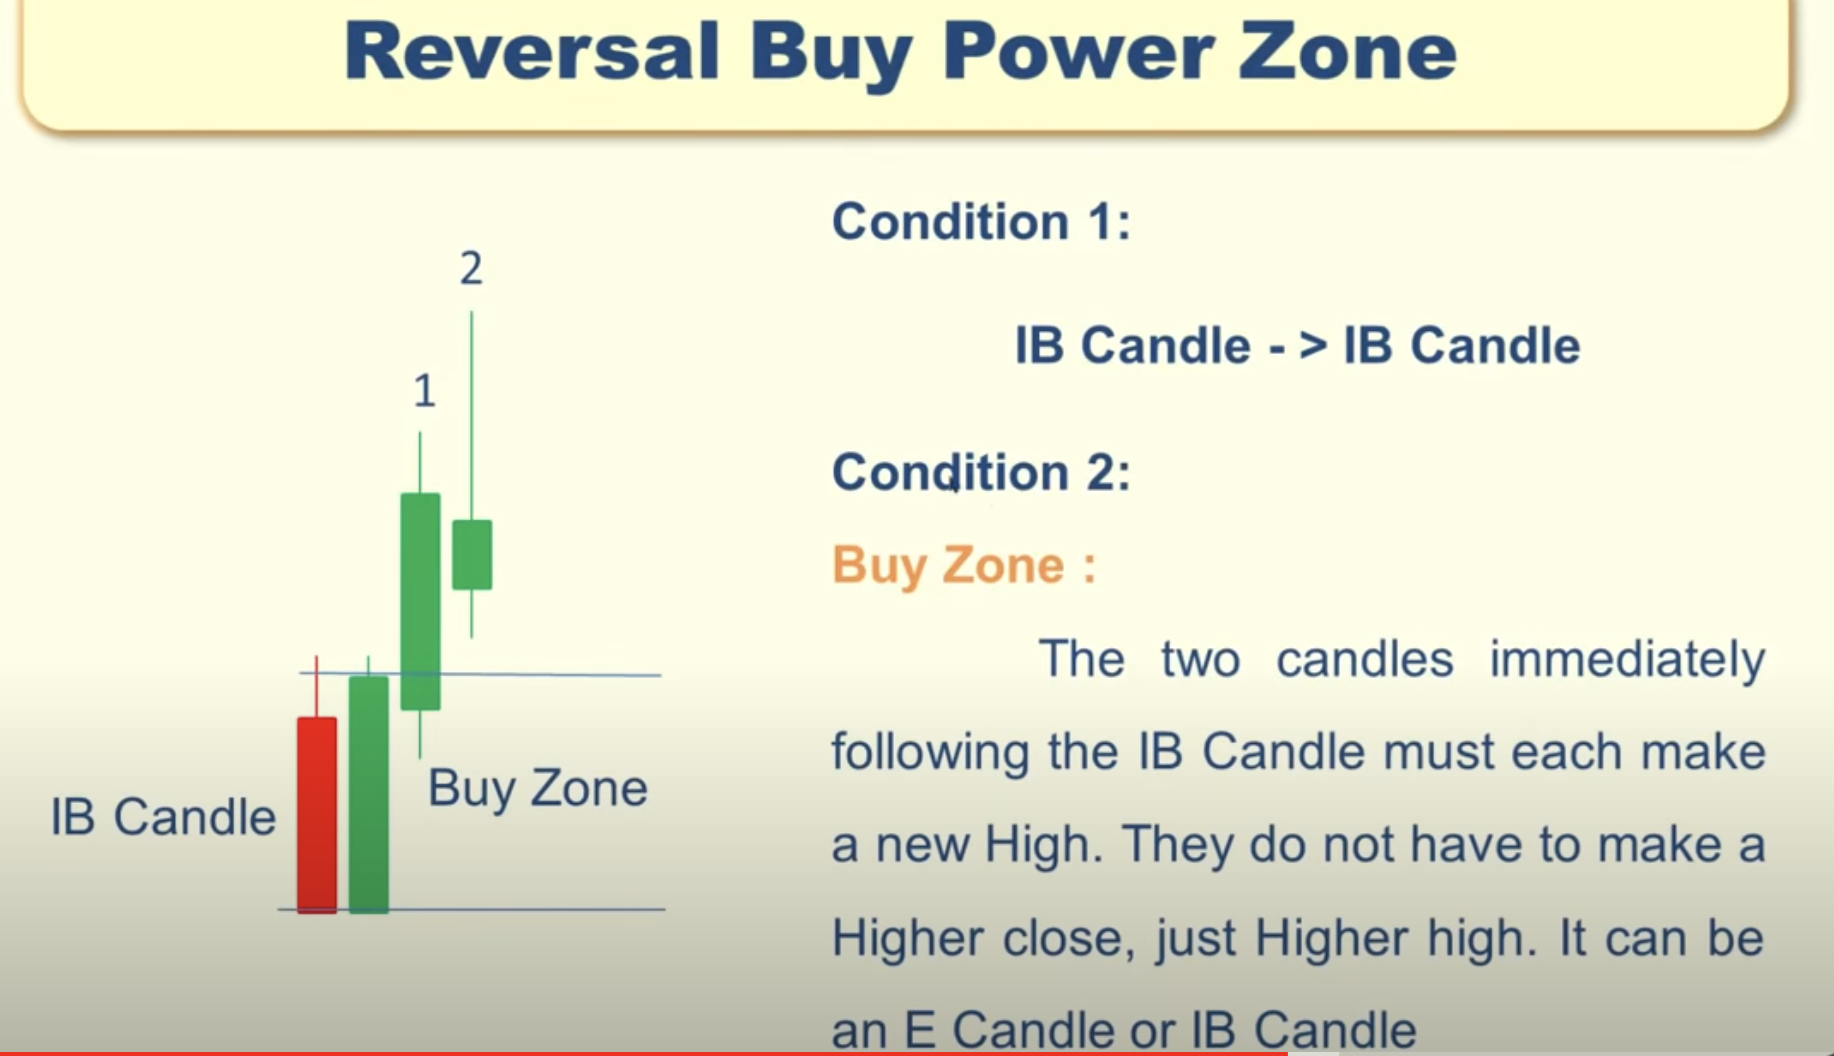 Reversal Buy Power Zone
2
1
IB Candle
Buy Zone
Condition 1:
IB Candle - > IB Candle
Condition 2:
Buy Zone :
The two candles immediately
following the IB Candle must each make
a new High. They do not have to make a
Higher close, just Higher high. It can be
an E Candle or IB Candle